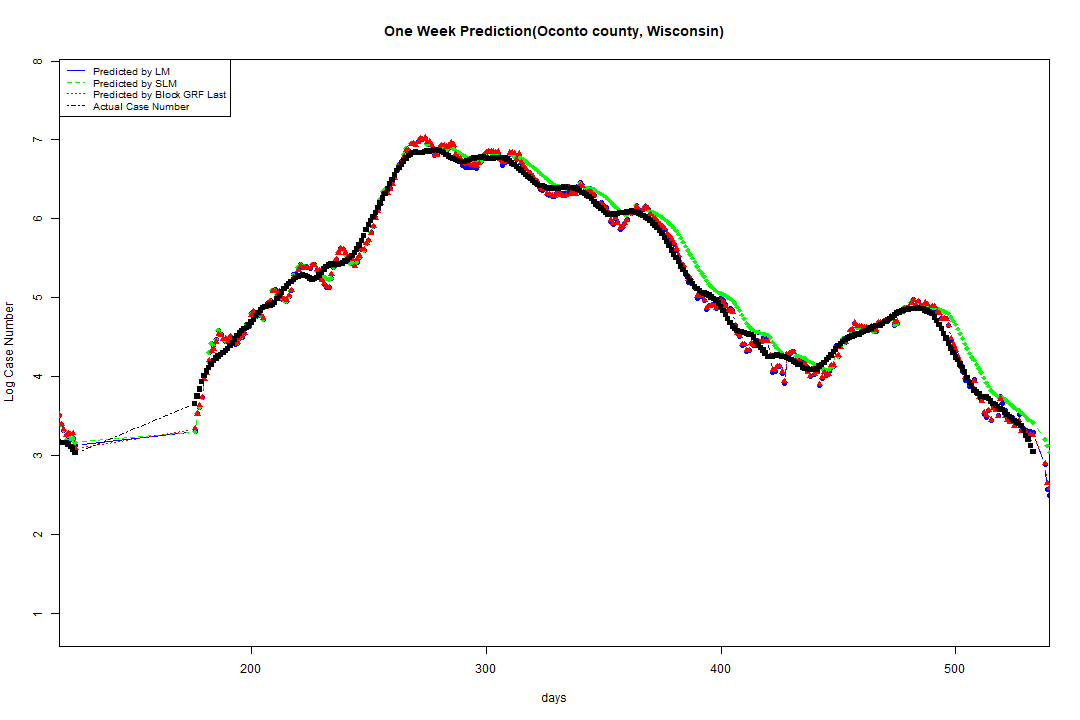 One Week Prediction(Oconto county, Wisconsin)
Predicted by LM
Predicted by SLM
Predicted by Block GRF Last
Actual Case Number
8
7
6
5
4
3
2
1
Log Case Number
200 300 400 500
days